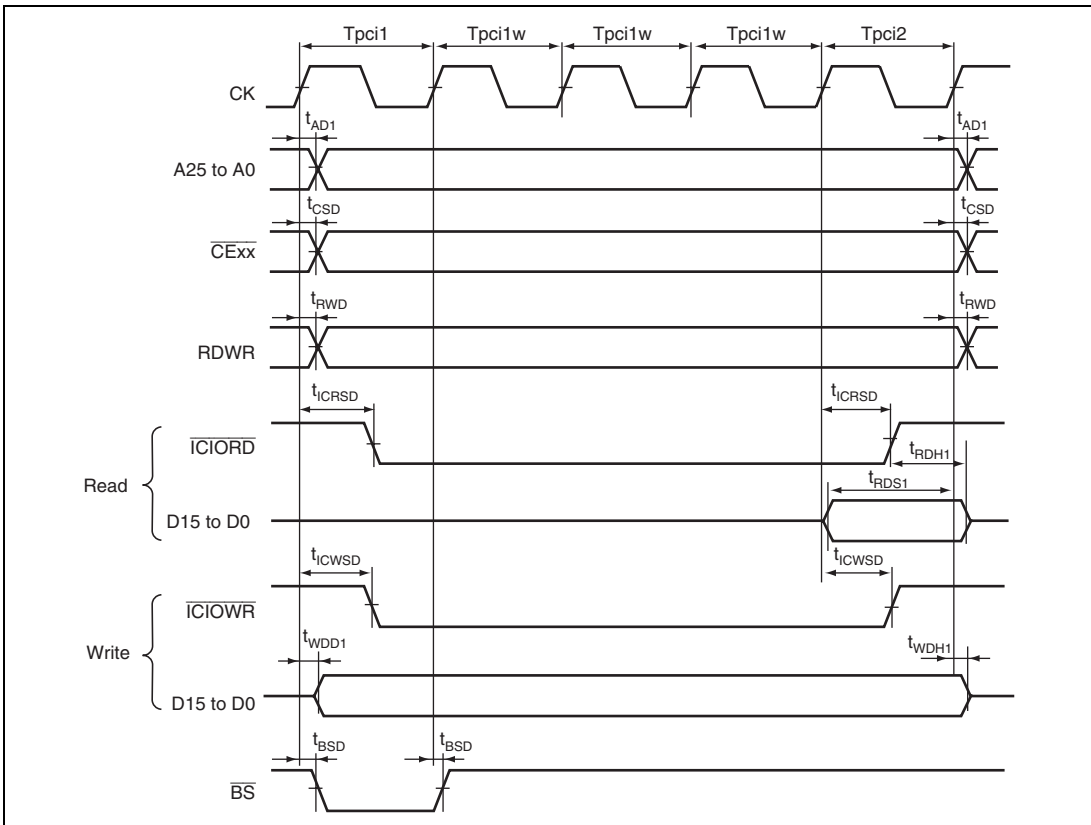 Tpci1 Tpci1w Tpci1w Tpci1w Tpci2
CK
tAD1 tAD1
A25 to A0
tCSD tCSD
CExx
tRWD tRWD
RDWR
tICRSD tICRSD
ICIORD
tRDH1
Read
tRDS1
D15 to D0
tICWSD tICWSD
ICIOWR
tWDD1 tWDH1
Write
D15 to D0
tBSD tBSD
BS